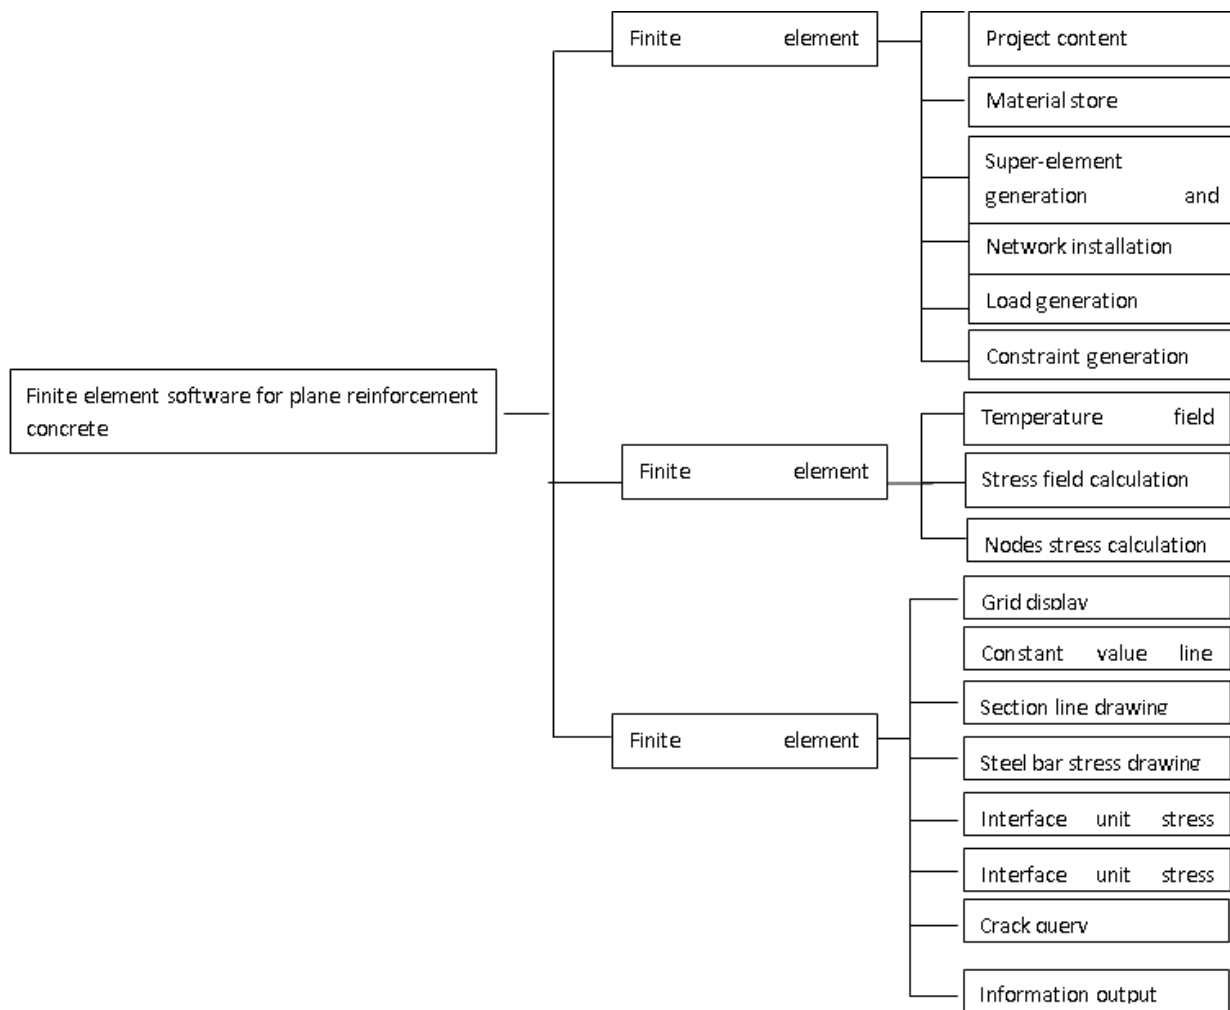 Finite element software for plane reinforcement
concrete
Finite element
Project content
Material store
Super-element
generation and
Network installation
Load generation
Constraint generation
Finite element
Temperature field
Stress field calculation
Nodes stress calculation
Finite element
Grid display
Constant value line
Section line drawing
Steel bar stress drawing
Interface unit stress
Interface unit stress
Crack query
Information output